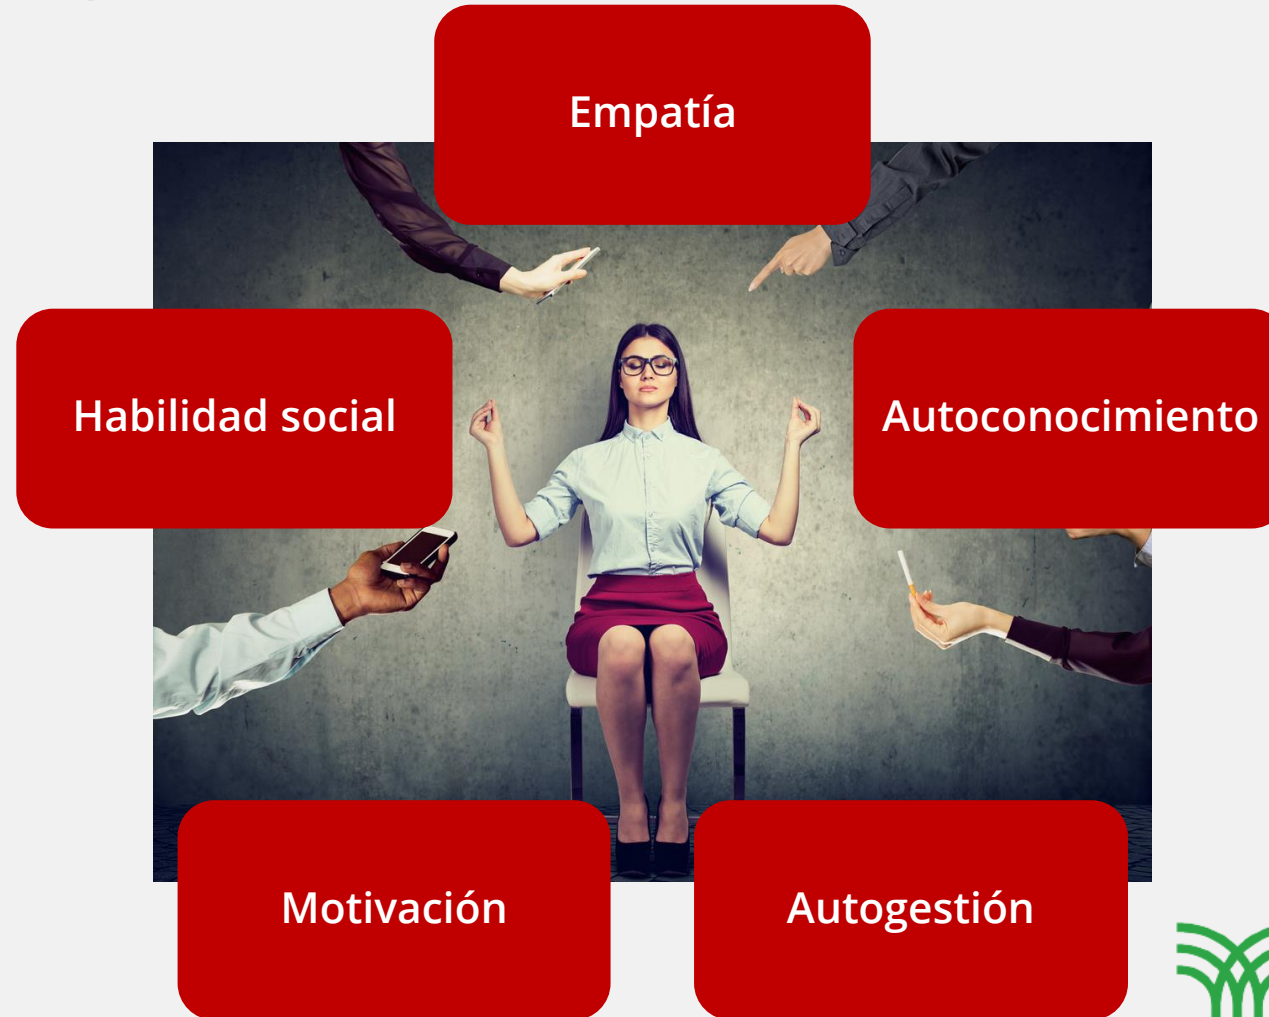 Empatía
Habilidad social
Autoconocimiento
Motivación
Autogestión